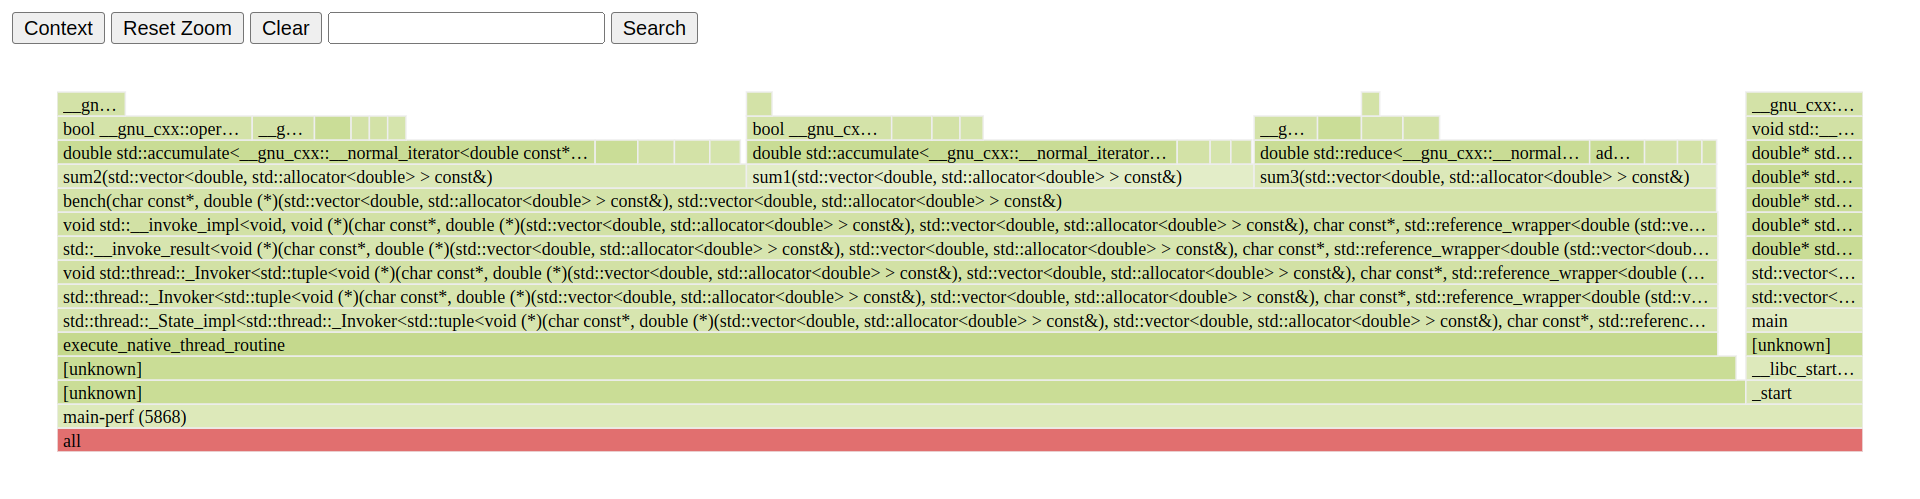 Context Reset Zoom Clear Search
__gn… __gnu_cxx:…
bool __gnu_cxx::oper… __g… bool __gnu_cx… __g… void std::__…
double std::accumulate<__gnu_cxx::__normal_iterator<double const*… double std::accumulate<__gnu_cxx::__normal_iterator… double std::reduce<__gnu_cxx::__normal… ad… double* std…
sum2(std::vector<double, std::allocator<double> > const&) sum1(std::vector<double, std::allocator<double> > const&) sum3(std::vector<double, std::allocator<double> > const&) double* std…
bench(char const*, double (*)(std::vector<double, std::allocator<double> > const&), std::vector<double, std::allocator<double> > const&) double* std…
void std::__invoke_impl<void, void (*)(char const*, double (*)(std::vector<double, std::allocator<double> > const&), std::vector<double, std::allocator<double> > const&), char const*, std::reference_wrapper<double (std::ve… double* std…
std::__invoke_result<void (*)(char const*, double (*)(std::vector<double, std::allocator<double> > const&), std::vector<double, std::allocator<double> > const&), char const*, std::reference_wrapper<double (std::vector<doub… double* std…
void std::thread::_Invoker<std::tuple<void (*)(char const*, double (*)(std::vector<double, std::allocator<double> > const&), std::vector<double, std::allocator<double> > const&), char const*, std::reference_wrapper<double (… std::vector<…
std::thread::_Invoker<std::tuple<void (*)(char const*, double (*)(std::vector<double, std::allocator<double> > const&), std::vector<double, std::allocator<double> > const&), char const*, std::reference_wrapper<double (std::v… std::vector<…
std::thread::_State_impl<std::thread::_Invoker<std::tuple<void (*)(char const*, double (*)(std::vector<double, std::allocator<double> > const&), std::vector<double, std::allocator<double> > const&), char const*, std::referenc… main
execute_native_thread_routine [unknown]
[unknown] __libc_start…
[unknown] _start
main-perf (5868)
all